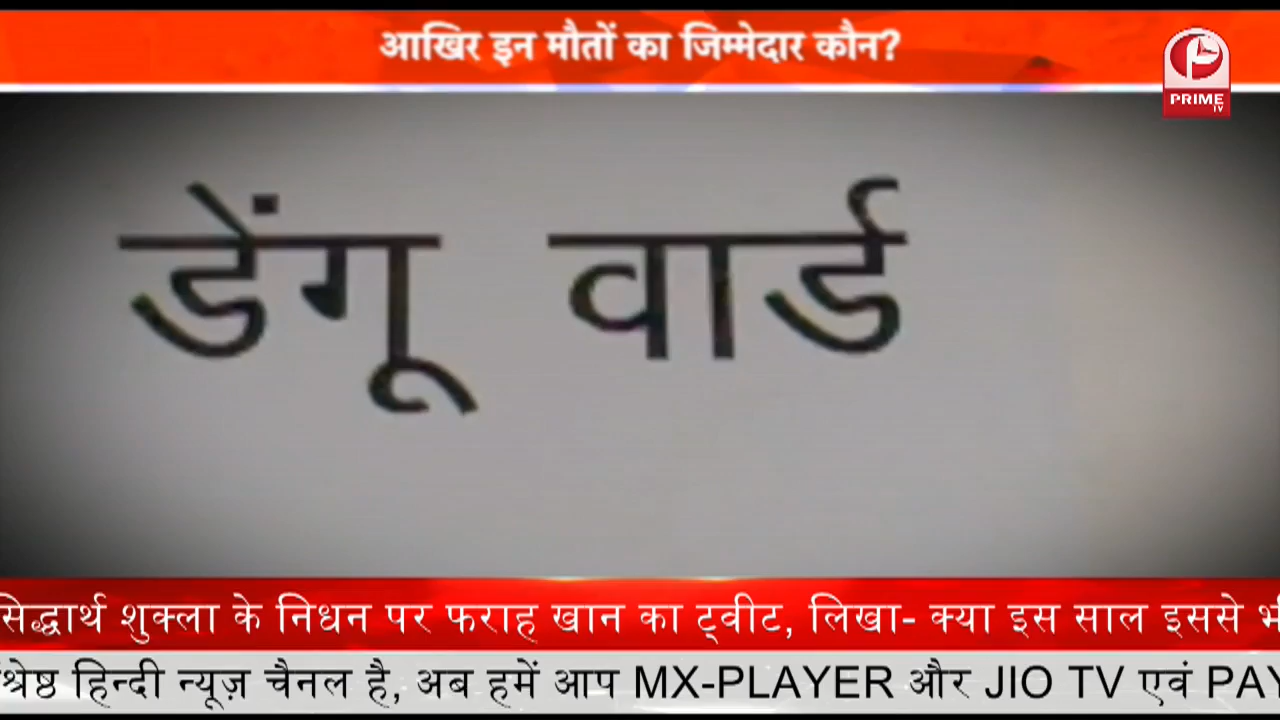 आखिर इन मौतों का जिम्मेदार कौन?
PRIME
TV
डेंगू वार्ड
सिद्धार्थ शुक्ला के निधन पर फराह खान का ट्वीट, लिखा- क्या इस साल इससे भी
हिन्दी न्यूज़ चैनल है, अब हमें आप MX-PLAYER और JIO TV एवं